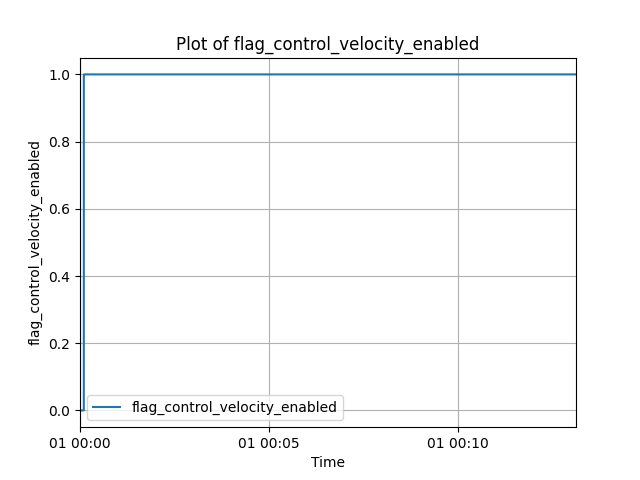 Plot of flag_control_velocity_enabled
flag_control_velocity_enabled
1.0
0.8
0.6
0.4
0.2
0.0
flag_control_velocity_enabled
01 00:00
01 00:05
01 00:10
Time